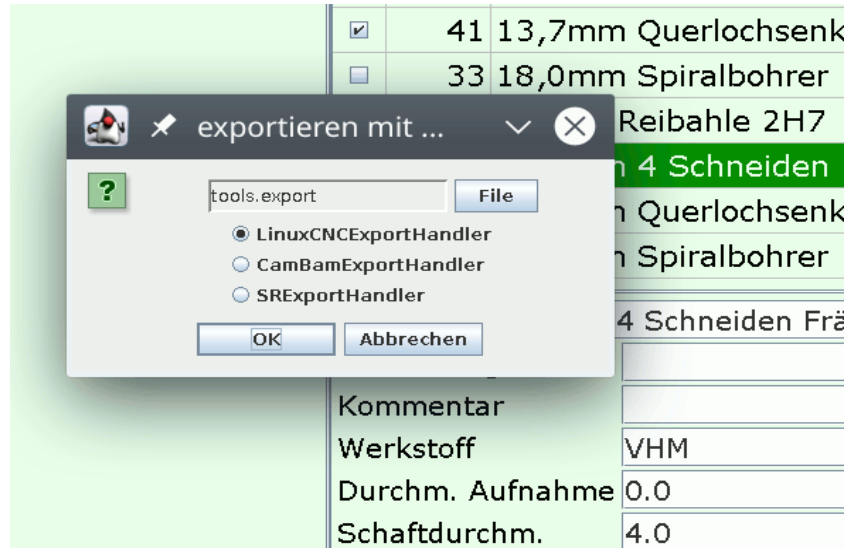 41 13,7mm Querlochsenk
33 18,0mm Spiralbohrer
exportieren mit ...
Reibahle 2H7
4 Schneiden
tools.export File
Querlochsenk
LinuxCNCExportHandler
CamBamExportHandler
Spiralbohrer
SRExportHandler
4 Schneiden Frä
OK Abbrechen
Kommentar
Werkstoff VHM
Durchm. Aufnahme 0.0
Schaftdurchm. 4.0